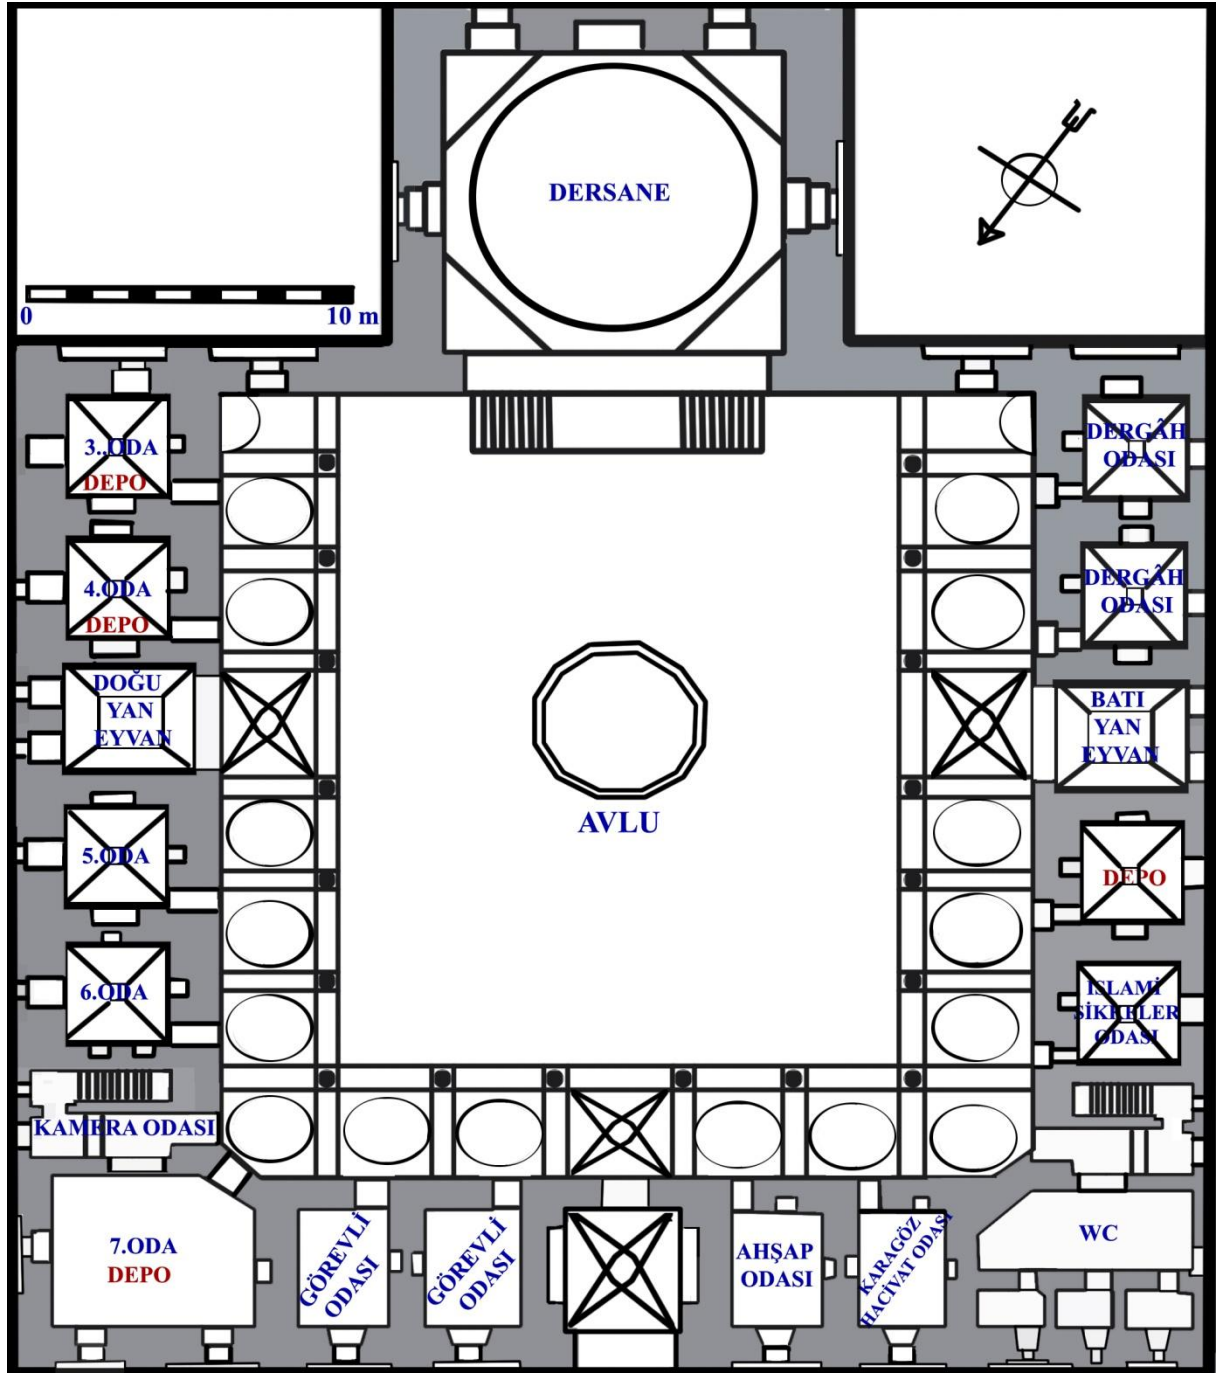 DERSANE
0
10 m
3..ODA
DEPO
DERGÂH
ODASI
4.ODA
DEPO
DERGÂH
ODASI
DOĞU
YAN
EYVAN
BATI
YAN
EYVAN
AVLU
5.ODA
DEPO
6.ODA
İSLAMİ
SİKKELER
ODASI
KAMERA ODASI
7.ODA
DEPO
GÖREVLİ
ODASI
GÖREVLİ
ODASI
AHŞAP
ODASI
KARAGÖZ
HACİVAT ODASI
WC